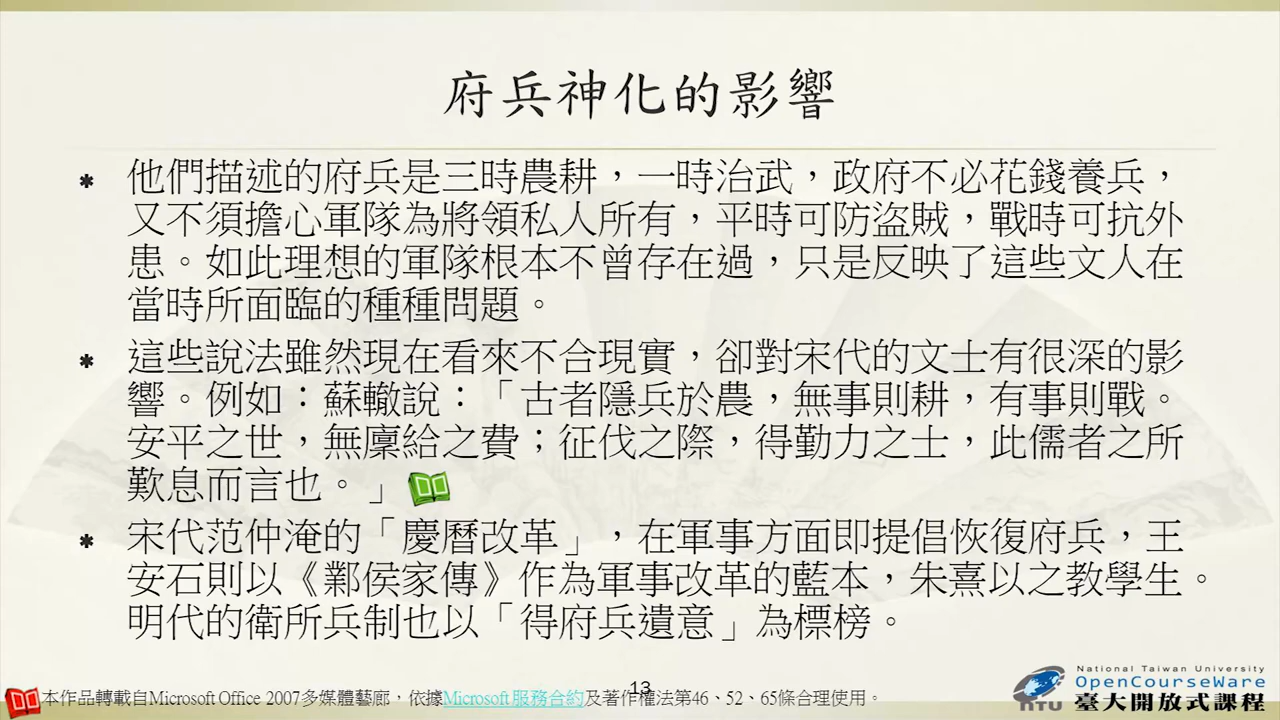 府兵神化的影響
* 他們描述的府兵是三時農耕，一時治武，政府不必花錢養兵，
又不須擔心軍隊為將領私人所有，平時可防盜賊，戰時可抗外
患。如此理想的軍隊根本不曾存在過，只是反映了這些文人在
當時所面臨的種種問題。
* 這些說法雖然現在看來不合現實，卻對宋代的文士有很深的影
響。例如：蘇轍說：「古者隱兵於農，無事則耕，有事則戰。
安平之世，無廩給之費；征伐之際，得勤力之士，此儒者之所
歎息而言也。」
* 宋代范仲淹的「慶曆改革」，在軍事方面即提倡恢復府兵，王
安石則以《鄴侯家傳》作為軍事改革的藍本，朱熹以之教學生。
明代的衛所兵制也以「得府兵遺意」為標榜。
本作品轉載自Microsoft Office 2007多媒體藝廊，依據Microsoft服務合約及著作權法第46、52、65條合理使用。
13
National Taiwan University
OpenCourseWare
NTU 臺大開放式課程